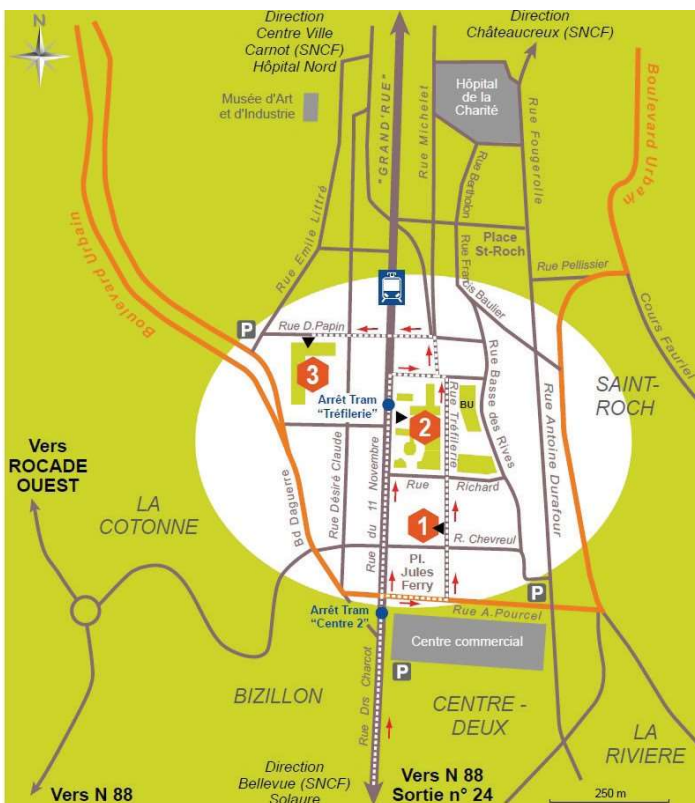 Direction
Centre Ville
Carnot (SNCF)
Hôpital Nord
Direction
Châteaucreux (SNCF)
N
Musée d'Art
et d'Industrie
"GRAND'RUE"
Rue Michelet
Hôpital
de la
Charité
Rue Fougerolle
Boulevard Urbain
Boulevard Urbain
Rue Emile Littré
Rue Bertholon
Rue Francis Baulier
Place
St-Roch
Rue Pellissier
Cours Fauriel
P
Rue D.Papin
3
Arrêt Tram
"Tréfilerie"
2
BU
Rue Tréfilerie
Rue Basse des Rives
Rue Antoine Durafour
SAINT-
ROCH
Vers
ROCADE
OUEST
LA
COTONNE
Bd Daguerre
Rue Désiré Claude
Rue du 11 Novembre
Rue Richard
1
R. Chevreul
Pl.
Jules
Ferry
P
Arrêt Tram
"Centre 2"
Rue A.Pourcel
Centre commercial
P
BIZILLON
Rue Drs Charcot
CENTRE -
DEUX
LA
RIVIERE
Vers N 88
Direction
Bellevue (SNCF)
Solaure
Vers N 88
Sortie n° 24
250 m